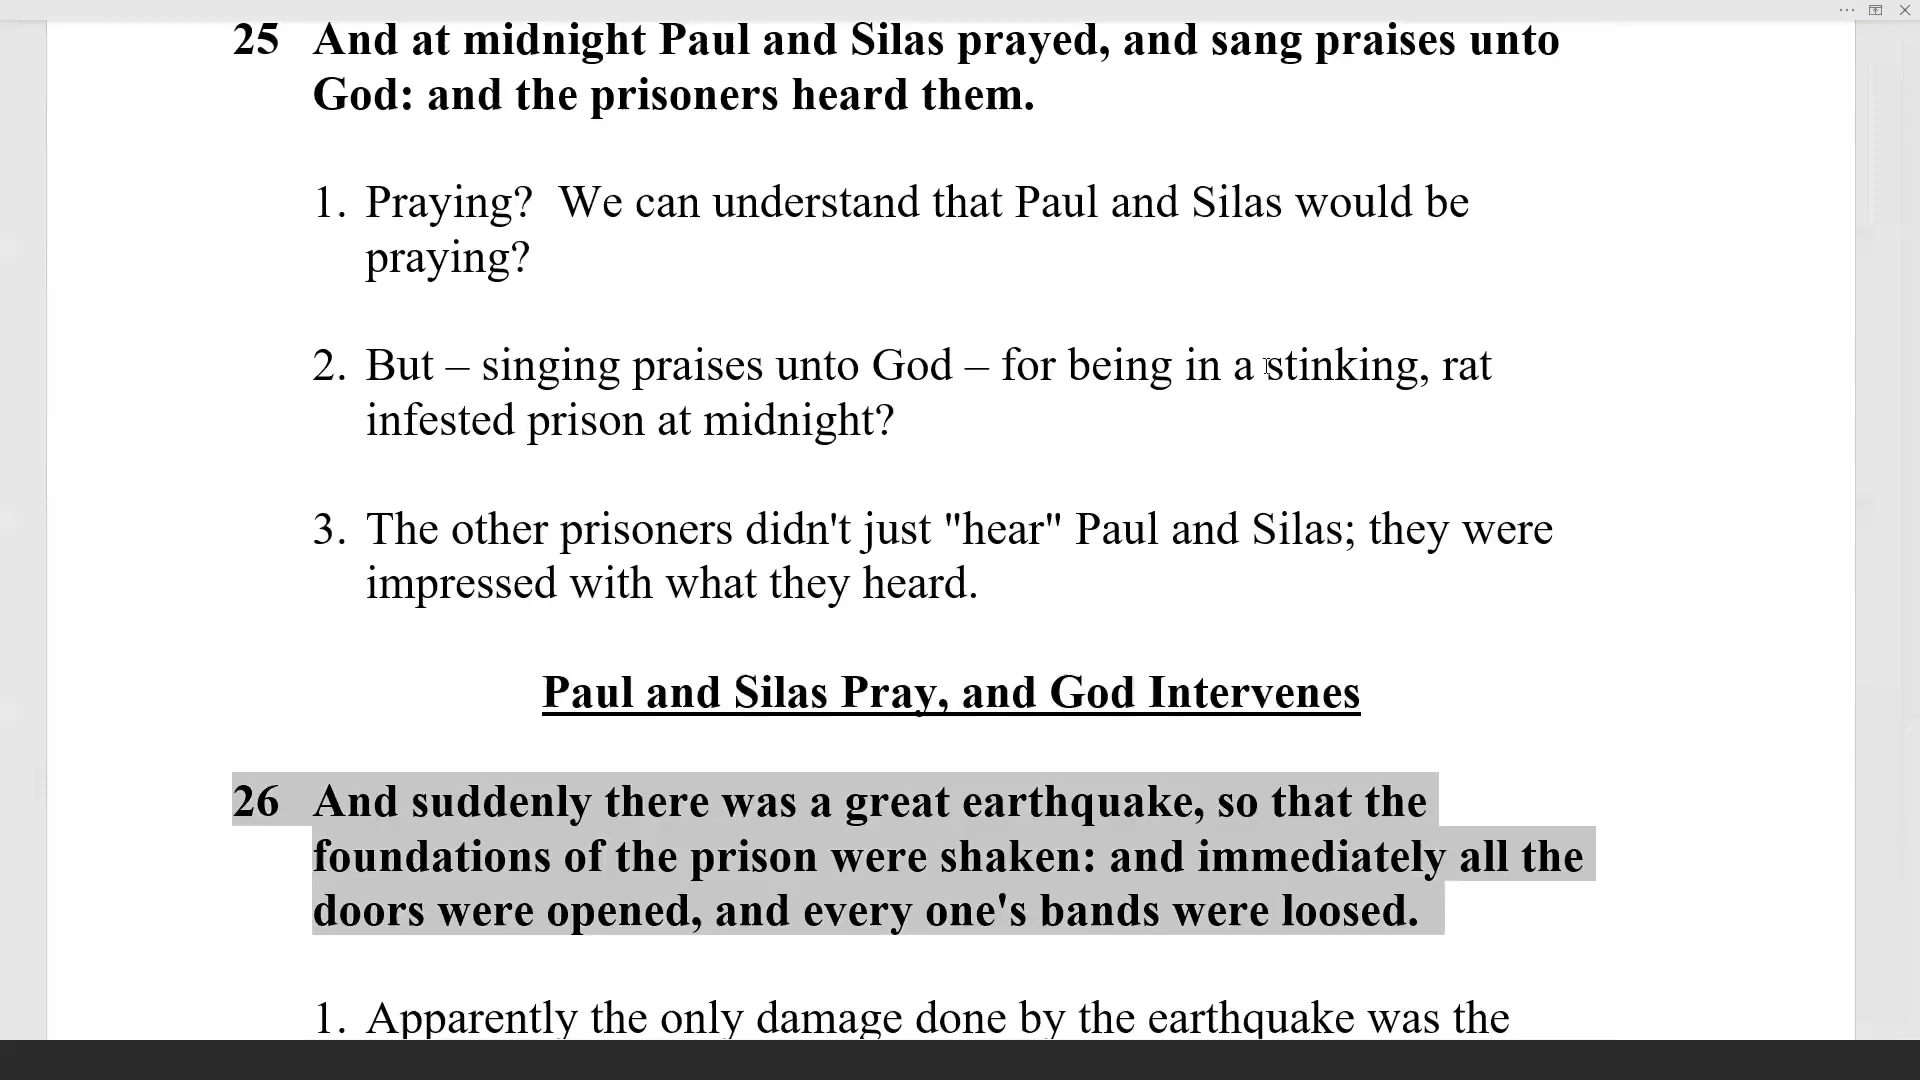 25 And at midnight Paul and Silas prayed, and sang praises unto
God: and the prisoners heard them.
1. Praying?  We can understand that Paul and Silas would be
praying?
2. But – singing praises unto God – for being in a stinking, rat
infested prison at midnight?
3. The other prisoners didn't just "hear" Paul and Silas; they were
impressed with what they heard.
Paul and Silas Pray, and God Intervenes
26 And suddenly there was a great earthquake, so that the
foundations of the prison were shaken: and immediately all the
doors were opened, and every one's bands were loosed.
1. Apparently the only damage done by the earthquake was the